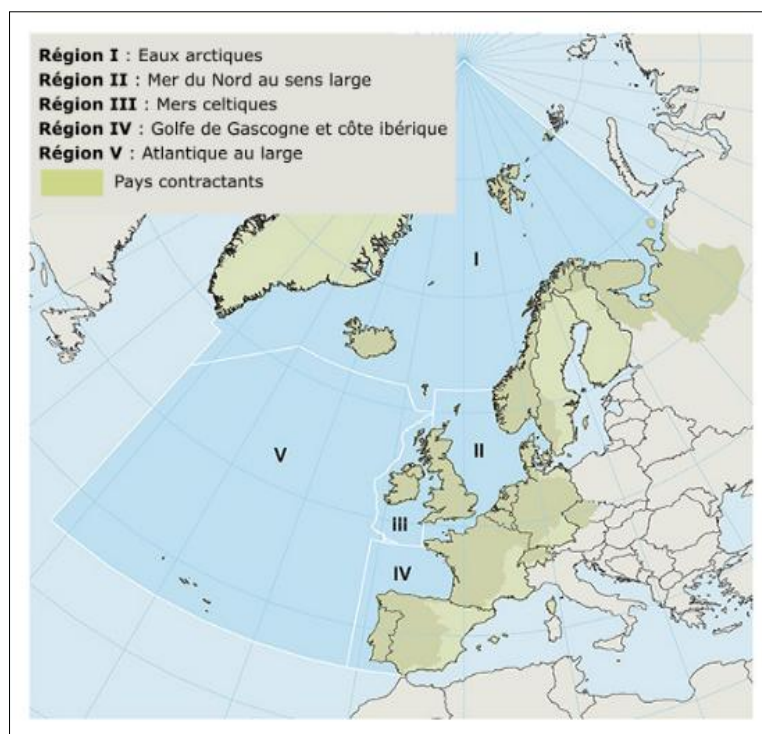 Région I : Eaux arctiques
Région II : Mer du Nord au sens large
Région III : Mers celtiques
Région IV : Golfe de Gascogne et côte ibérique
Région V : Atlantique au large
Pays contractants
I
V
II
iii
IV